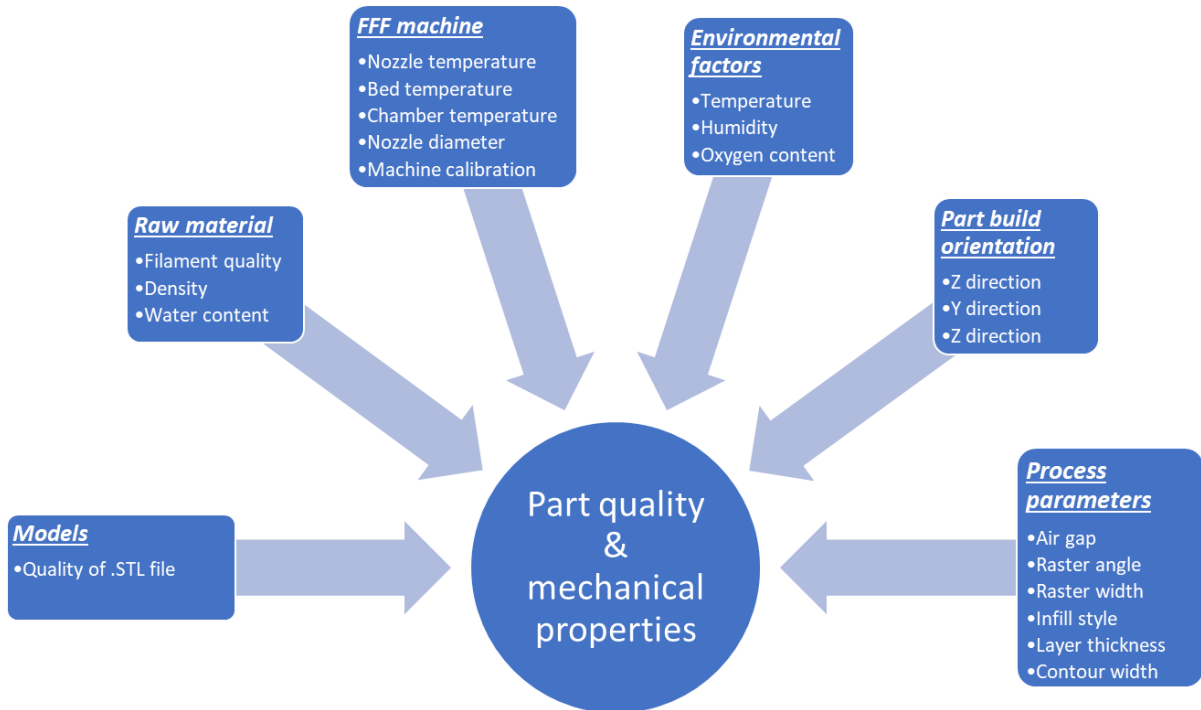 FFF machine
•Nozzle temperature
•Bed temperature
•Chamber temperature
•Nozzle diameter
•Machine calibration
Environmental
factors
•Temperature
•Humidity
•Oxygen content
Raw material
•Filament quality
•Density
•Water content
Part build
orientation
•Z direction
•Y direction
•Z direction
Models
•Quality of .STL file
Part quality
&
mechanical
properties
Process
parameters
•Air gap
•Raster angle
•Raster width
•Infill style
•Layer thickness
•Contour width